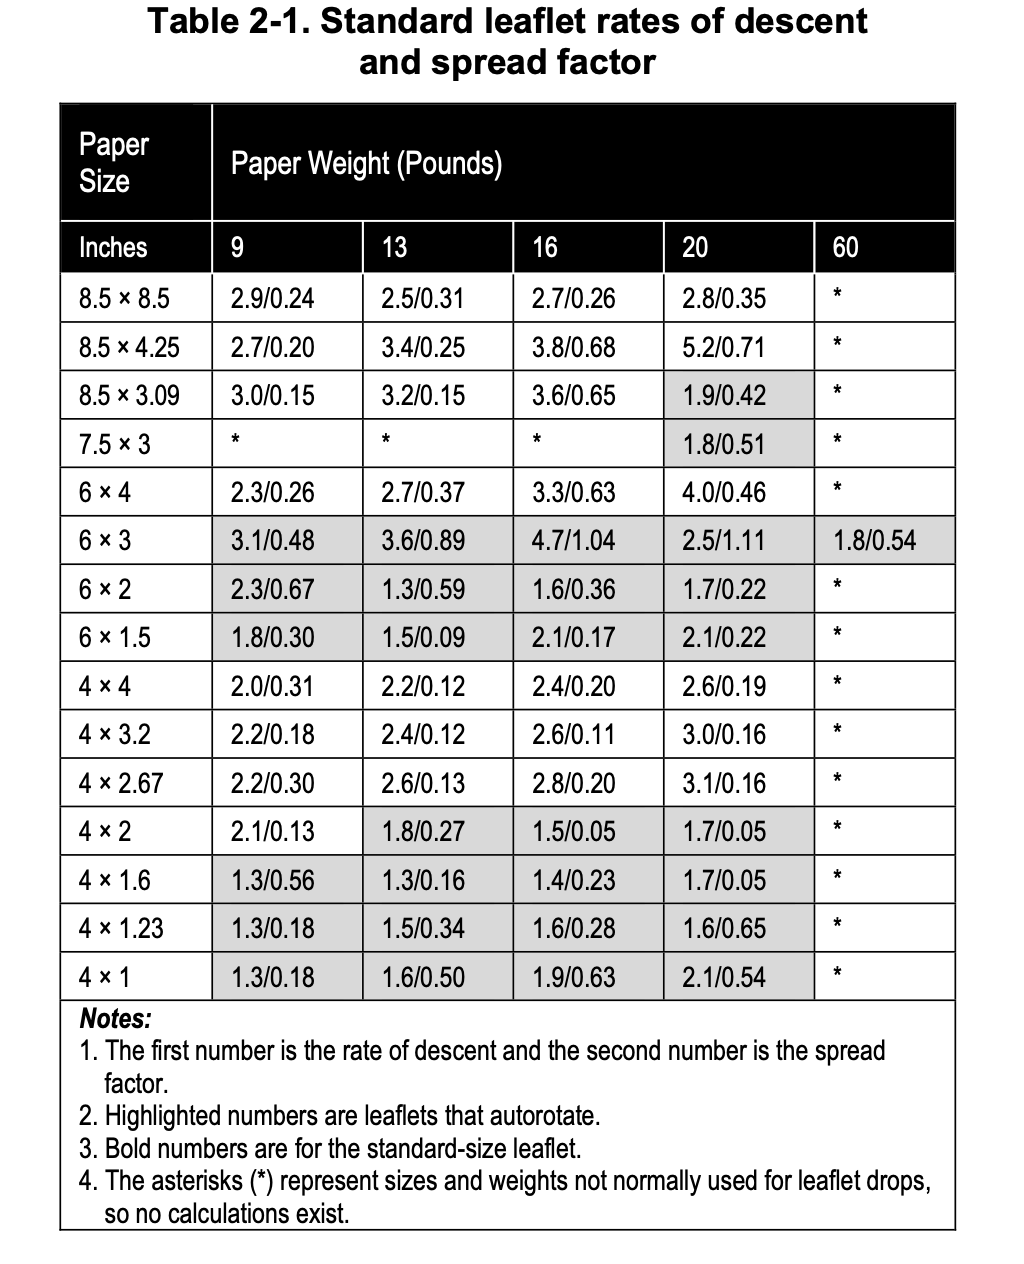 Table 2-1. Standard leaflet rates of descent
and spread factor
Paper
Size
Paper Weight (Pounds)
Inches 9 13 16 20 60
8.5 × 8.5 2.9/0.24 2.5/0.31 2.7/0.26 2.8/0.35 *
8.5 × 4.25 2.7/0.20 3.4/0.25 3.8/0.68 5.2/0.71 *
8.5 × 3.09 3.0/0.15 3.2/0.15 3.6/0.65 1.9/0.42 *
7.5 × 3 * * * 1.8/0.51 *
6 × 4 2.3/0.26 2.7/0.37 3.3/0.63 4.0/0.46 *
6 × 3 3.1/0.48 3.6/0.89 4.7/1.04 2.5/1.11 1.8/0.54
6 × 2 2.3/0.67 1.3/0.59 1.6/0.36 1.7/0.22 *
6 × 1.5 1.8/0.30 1.5/0.09 2.1/0.17 2.1/0.22 *
4 × 4 2.0/0.31 2.2/0.12 2.4/0.20 2.6/0.19 *
4 × 3.2 2.2/0.18 2.4/0.12 2.6/0.11 3.0/0.16 *
4 × 2.67 2.2/0.30 2.6/0.13 2.8/0.20 3.1/0.16 *
4 × 2 2.1/0.13 1.8/0.27 1.5/0.05 1.7/0.05 *
4 × 1.6 1.3/0.56 1.3/0.16 1.4/0.23 1.7/0.05 *
4 × 1.23 1.3/0.18 1.5/0.34 1.6/0.28 1.6/0.65 *
4 × 1 1.3/0.18 1.6/0.50 1.9/0.63 2.1/0.54 *
Notes:
1. The first number is the rate of descent and the second number is the spread
factor.
2. Highlighted numbers are leaflets that autorotate.
3. Bold numbers are for the standard-size leaflet.
4. The asterisks (*) represent sizes and weights not normally used for leaflet drops,
so no calculations exist.